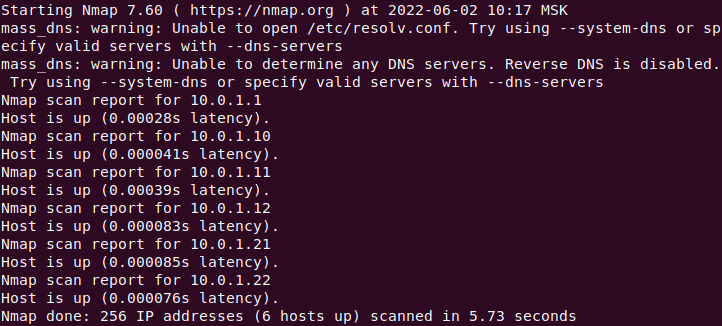 Starting Nmap 7.60 ( https://nmap.org ) at 2022-06-02 10:17 MSK
mass_dns: warning: Unable to open /etc/resolv.conf. Try using --system-dns or sp
ecify valid servers with --dns-servers
mass_dns: warning: Unable to determine any DNS servers. Reverse DNS is disabled.
 Try using --system-dns or specify valid servers with --dns-servers
Nmap scan report for 10.0.1.1
Host is up (0.00028s latency).
Nmap scan report for 10.0.1.10
Host is up (0.000041s latency).
Nmap scan report for 10.0.1.11
Host is up (0.00039s latency).
Nmap scan report for 10.0.1.12
Host is up (0.000083s latency).
Nmap scan report for 10.0.1.21
Host is up (0.000085s latency).
Nmap scan report for 10.0.1.22
Host is up (0.000076s latency).
Nmap done: 256 IP addresses (6 hosts up) scanned in 5.73 seconds